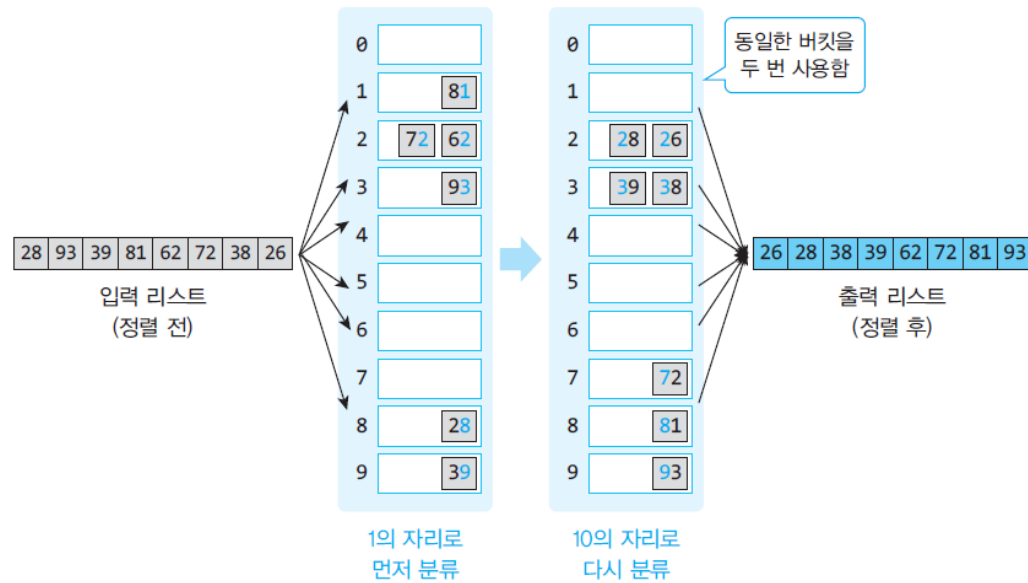 동일한 버킷을
두 번 사용함
0
1 81
2 72 62
3 93
4
5
6
7
8 28
9 39
0
1
2 28 26
3 39 38
4
5
6
7 72
8 81
9 93
28 93 39 81 62 72 38 26
입력 리스트
(정렬 전)
26 28 38 39 62 72 81 93
출력 리스트
(정렬 후)
1의 자리로
먼저 분류
10의 자리로
다시 분류